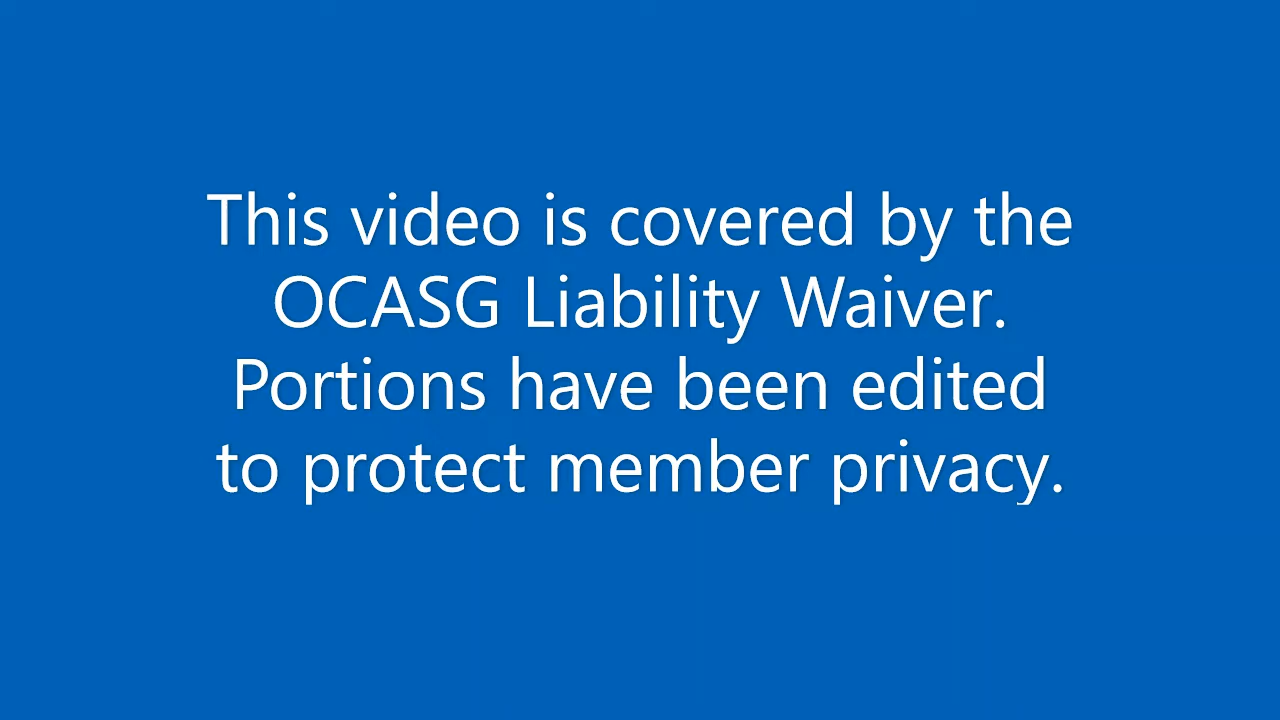 This video is covered by the
OCASG Liability Waiver.
Portions have been edited
to protect member privacy.